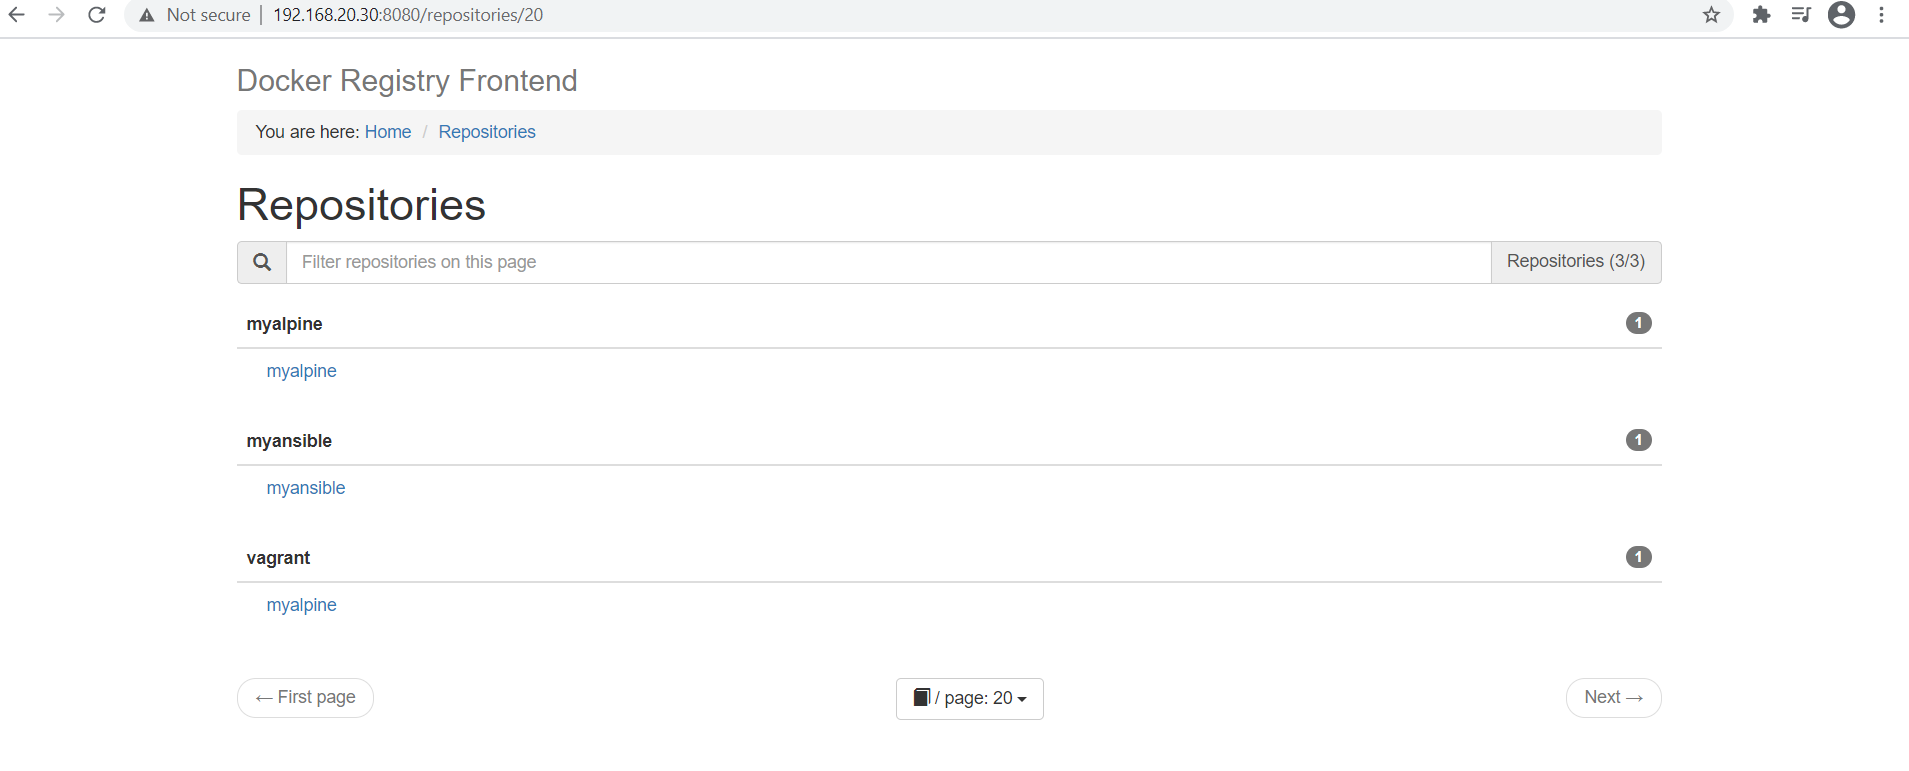 Not secure | 192.168.20.30:8080/repositories/20
Docker Registry Frontend
You are here: Home / Repositories
Repositories
Filter repositories on this page Repositories (3/3)
myalpine 1
myalpine
myansible 1
myansible
vagrant 1
myalpine
← First page / page: 20 Next →